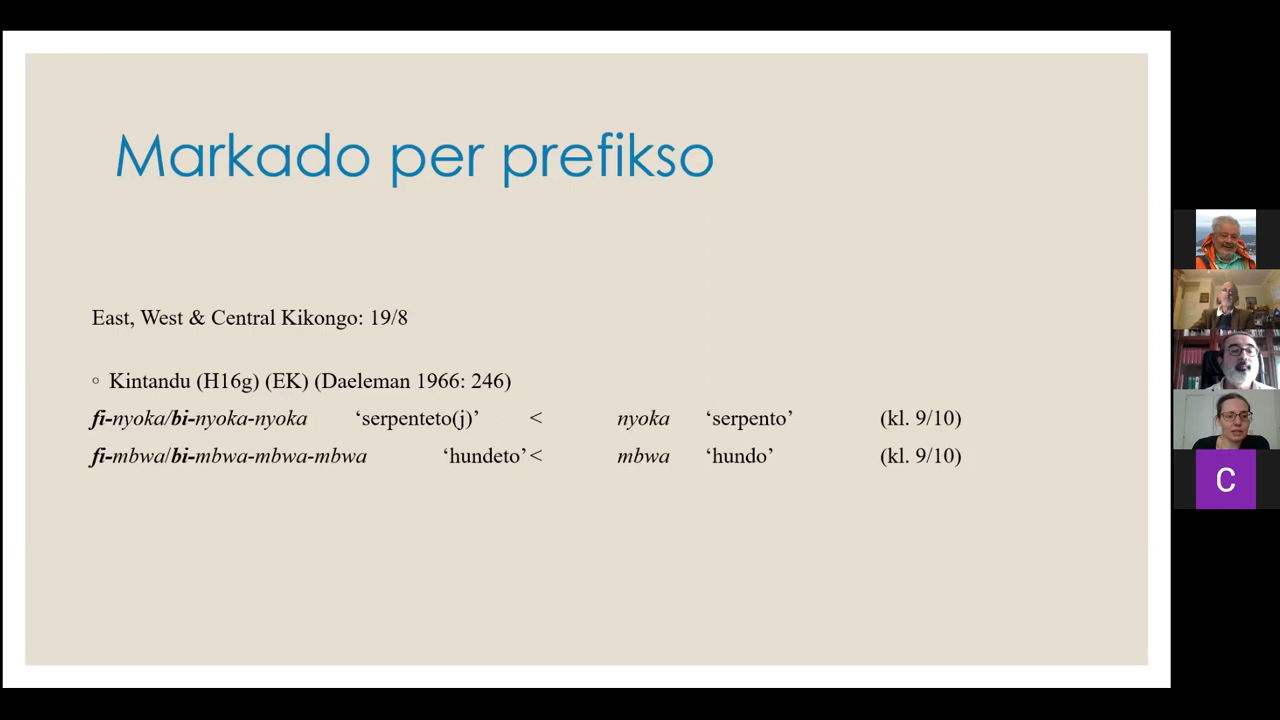 Markado per prefikso
East, West & Central Kikongo: 19/8
◦ Kintandu (H16g) (EK) (Daeleman 1966: 246)
fi-nyoka/bi-nyoka-nyoka ‘serpenteto(j)’ < nyoka ‘serpento’ (kl. 9/10)
fi-mbwa/bi-mbwa-mbwa-mbwa ‘hundeto’ < mbwa ‘hundo’ (kl. 9/10)
C